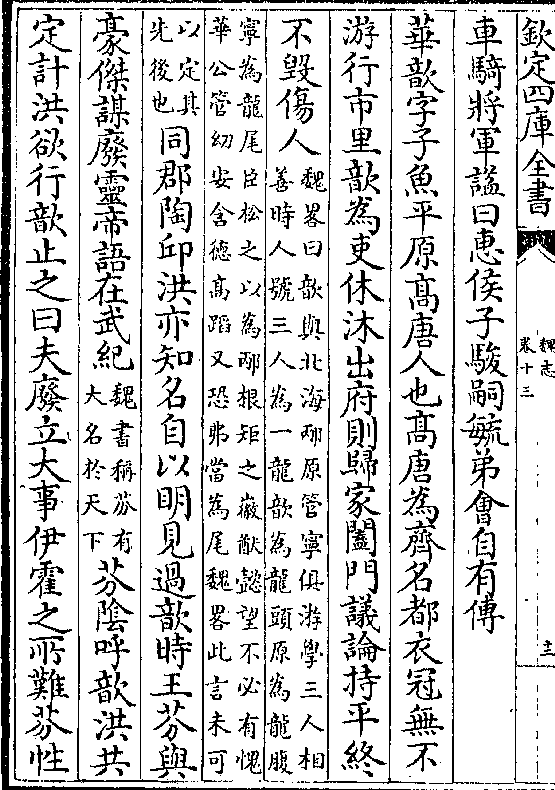 欽定四庫全書
魏志
卷十三
車騎將軍諡曰惠侯子駿嗣毓弟會自有傳
華歆字子魚平原高唐人也高唐為齊名都衣冠無不
游行市里歆為吏休沐出府則歸家闔門議論持平終
不毀傷人
魏畧曰歆與北海邴原管寧俱游學三人相
善時人號三人為一龍歆為龍頭原為龍腹
寧為龍尾臣松之以為邴根矩之徽猷懿望不必有愧
華公管幼安含德高蹈又恐弗當為尾魏畧此言未可
以定其
先後也
同郡陶邱洪亦知名自以明見過歆時王芬與
豪傑謀廢靈帝語在武紀
魏書稱芬有
大名於天下
芬陰呼歆洪共
定計洪欲行歆止之曰夫廢立大事伊霍之所難芬性